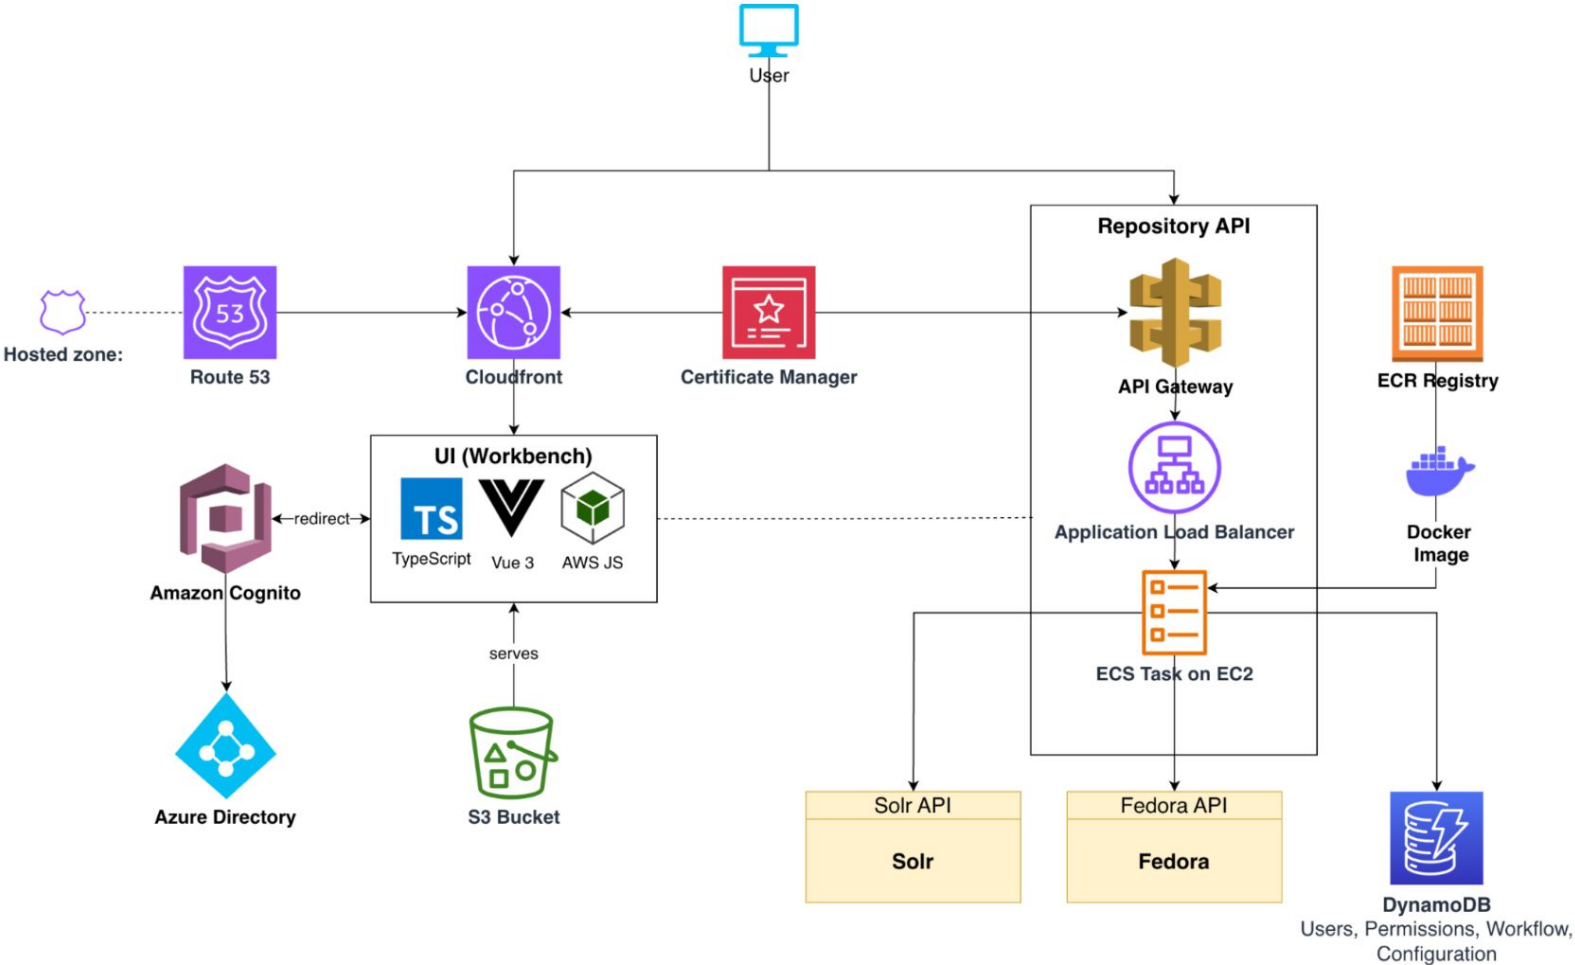 User
Repository API
53
Hosted zone:
Route 53
Cloudfront
Certificate Manager
API Gateway
ECR Registry
UI (Workbench)
TS
TypeScript
Vue 3
AWS JS
redirect
Amazon Cognito
Application Load Balancer
Docker
Image
serves
ECS Task on EC2
Azure Directory
S3 Bucket
Solr API
Solr
Fedora API
Fedora
DynamoDB
Users, Permissions, Workflow,
Configuration